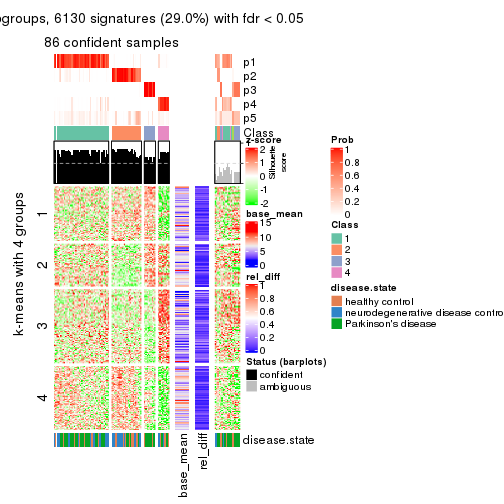 ogroups, 6130 signatures (29.0%) with fdr < 0.05
86 confident samples
p1
p2
p3
p4
p5
Class
z-score
2
1
0
-1
-2
Silhouette
score
base_mean
15
10
5
0
rel_diff
1
0.8
0.6
0.4
0.2
0
Status (barplots)
confident
ambiguous
Prob
1
0.8
0.6
0.4
0.2
0
Class
1
2
3
4
disease.state
healthy control
neurodegenerative disease contro
Parkinson's disease
k-means with 4 groups
1
2
3
4
base_mean
rel_diff
disease.state